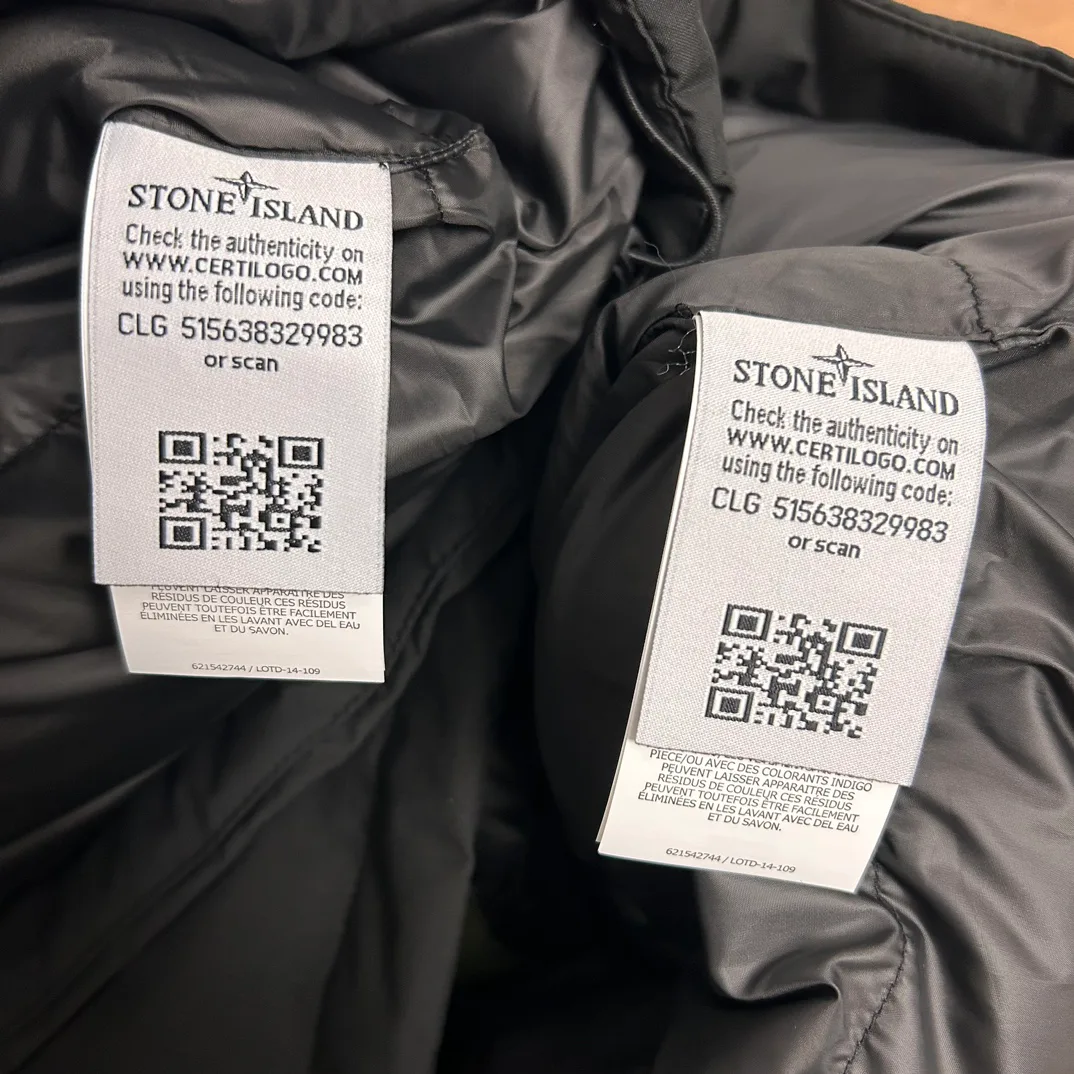 STONE ISLAND
Check the authenticity on
WWW.CERTILOGO.COM
using the following code:
CLG 515638329983
or scan
PEUVENT LAISSER APPARAITRE DES
RÉSIDUS DE COULEUR CES RÉSIDUS
PEUVENT TOUTEFOIS ÊTRE FACILEMENT
ÉLIMINÉES EN LES LAVANT AVEC DEL EAU
ET DU SAVON.
621542744 / LOTD-14-109
STONE ISLAND
Check the authenticity on
WWW.CERTILOGO.COM
using the following code:
CLG 515638329983
or scan
PIECE/OU AVEC DES COLORANTS INDIGO
PEUVENT LAISSER APPARAITRE DES
RÉSIDUS DE COULEUR CES RÉSIDUS
PEUVENT TOUTEFOIS ÊTRE FACILEMENT
ÉLIMINÉES EN LES LAVANT AVEC DEL EAU
ET DU SAVON.
621542744 / LOTD-14-109